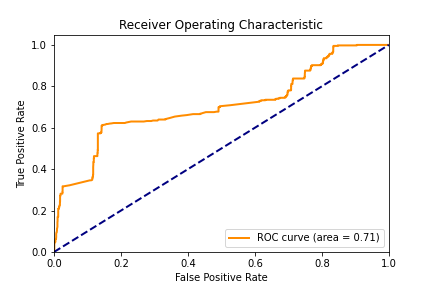 Receiver Operating Characteristic
1.0
0.8
0.6
0.4
0.2
0.0
True Positive Rate
ROC curve (area = 0.71)
0.0 0.2 0.4 0.6 0.8 1.0
False Positive Rate